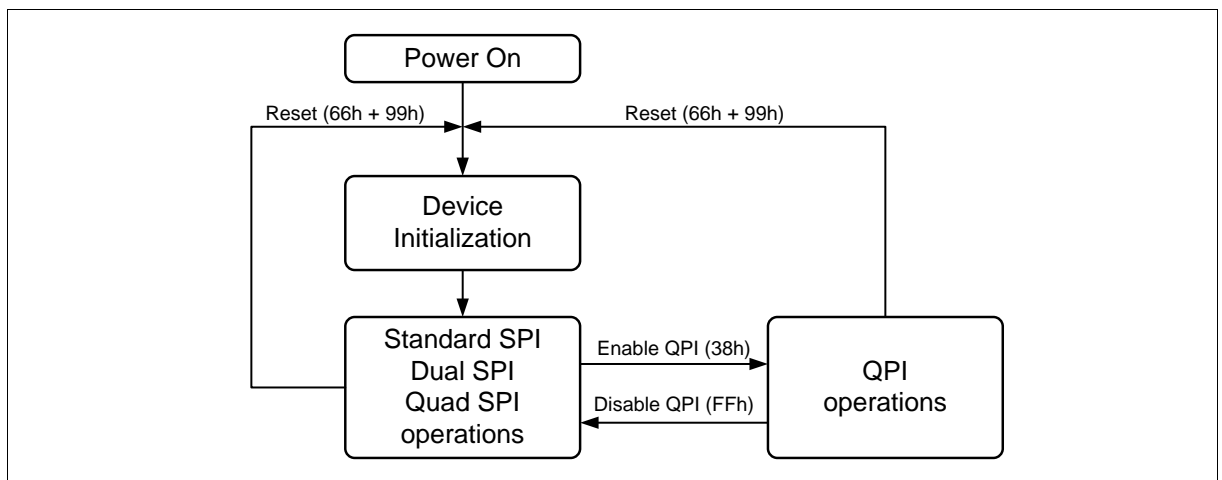 Power On
Reset (66h + 99h)
Reset (66h + 99h)
Device
Initialization
Standard SPI
Dual SPI
Quad SPI
operations
Enable QPI (38h)
Disable QPI (FFh)
QPI
operations